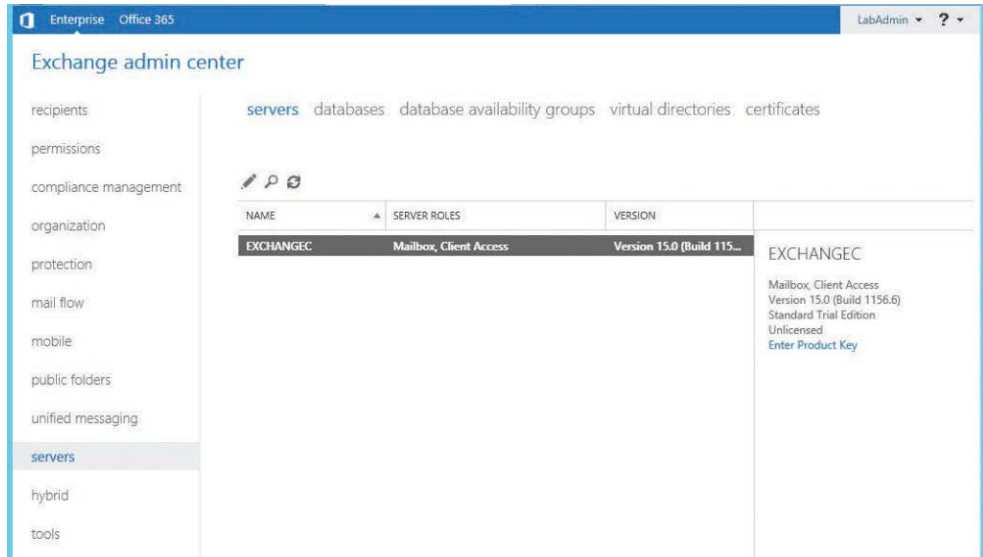 Enterprise Office 365
LabAdmin ?
Exchange admin center
recipients
permissions
compliance management
organization
protection
mail flow
mobile
public folders
unified messaging
servers
hybrid
tools
servers databases database availability groups virtual directories certificates
NAME SERVER ROLES VERSION
EXCHANGEC Mailbox, Client Access Version 15.0 (Build 115...
EXCHANGEC
Mailbox, Client Access
Version 15.0 (Build 1156.6)
Standard Trial Edition
Unlicensed
Enter Product Key